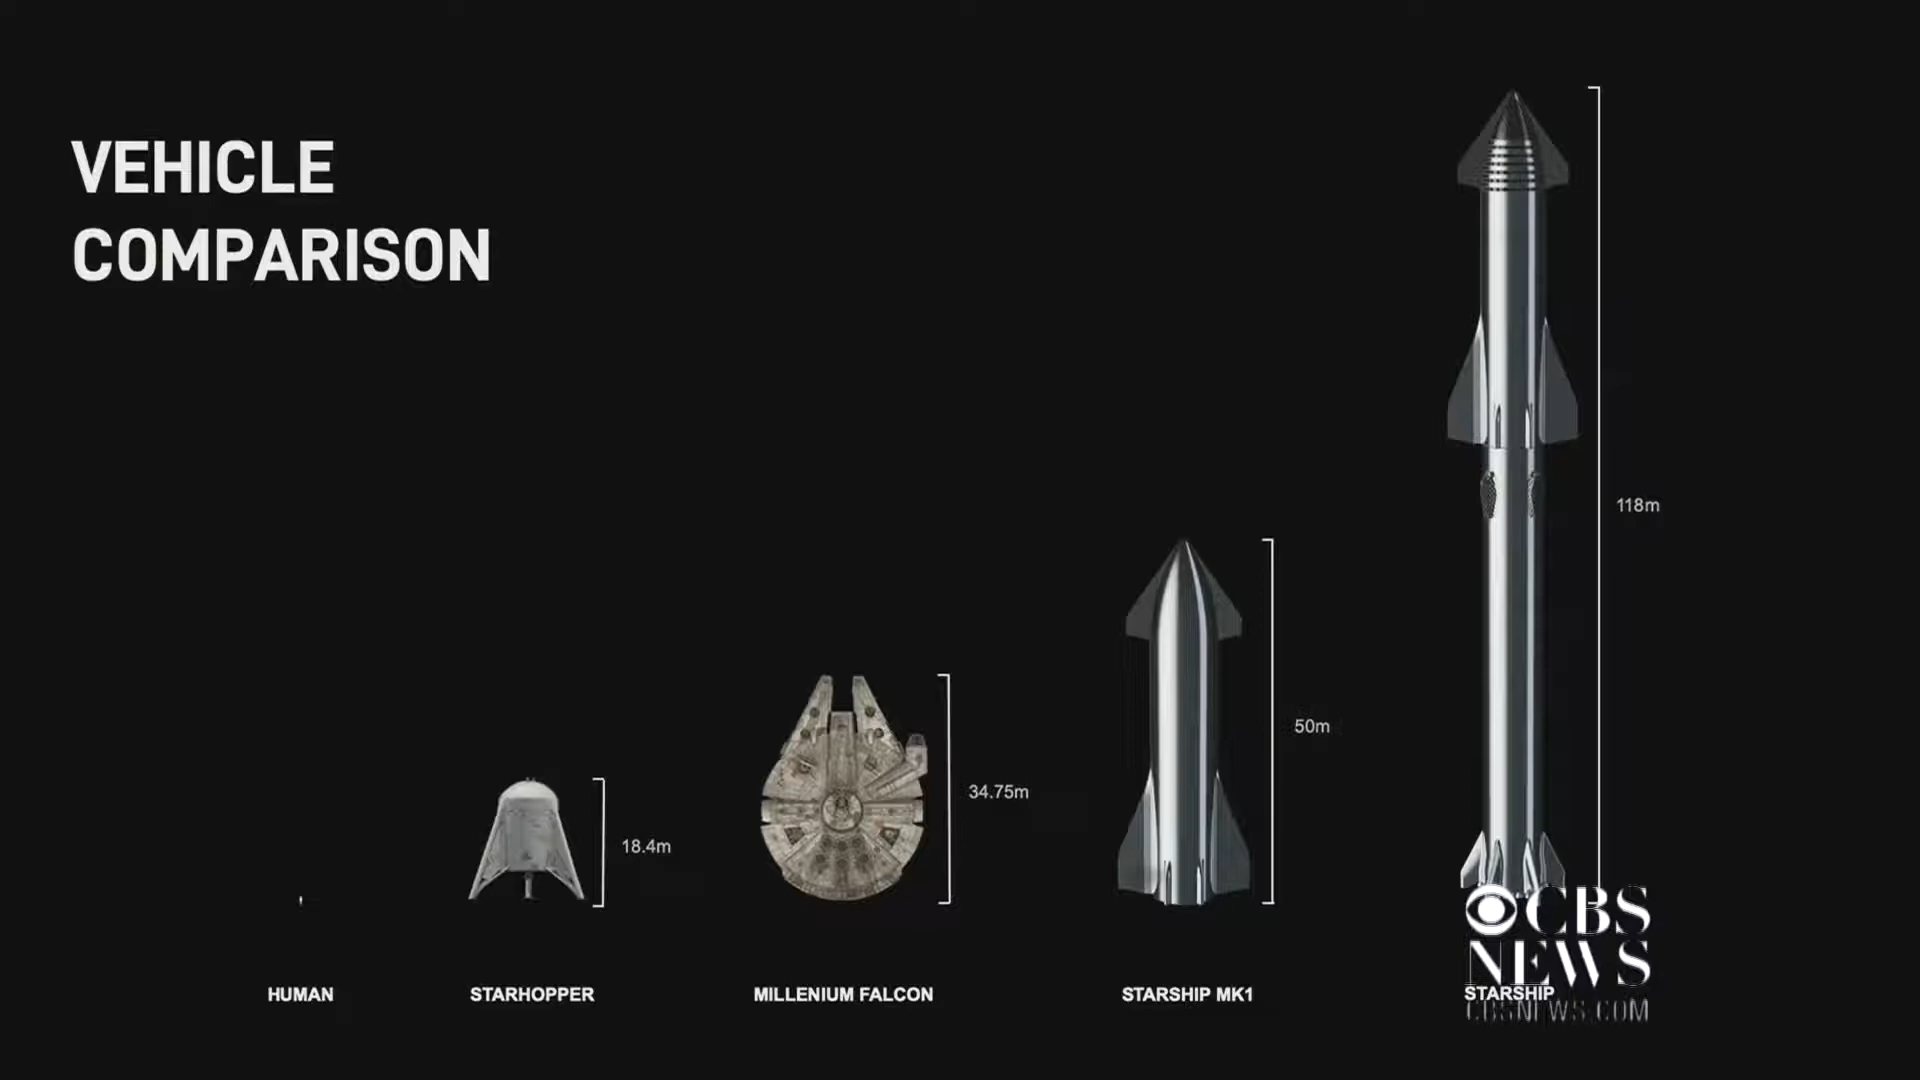 VEHICLE
COMPARISON
118m
50m
34.75m
18.4m
CBS
NEWS
HUMAN
STARHOPPER
MILLENIUM FALCON
STARSHIP MK1
STARSHIP
CBSNEWS.COM